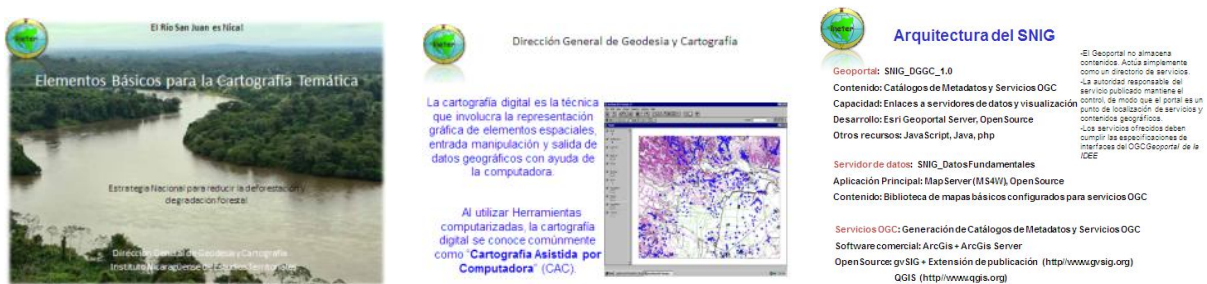 El Río San Juan es Nica!
Elementos Básicos para la Cartografía Temática
Estrategia Nacional para reducir la deforestación y
degradación forestal
Dirección General de Geodesia y Cartografía
Instituto Nicaragüense de Estudios Territoriales
Ineter
Dirección General de Geodesia y Cartografía
La cartografía digital es la técnica
que involucra la representación
gráfica de elementos espaciales,
entrada manipulación y salida de
datos geográficos con ayuda de
la computadora.
Al utilizar Herramientas
computarizadas, la cartografía
digital se conoce comúnmente
como "Cartografía Asistida por
Computadora" (CAC).
Ineter
Arquitectura del SNIG
Geoportal: SNIG_DGGC_1.0
Contenido: Catálogos de Metadatos y Servicios OGC
Capacidad: Enlaces a servidores de datos y visualización
Desarrollo: Esri Geoportal Server, OpenSource
Otros recursos: JavaScript, Java, php
-El Geoportal no almacena
contenidos. Actúa simplemente
como un directorio de servicios.
-La autoridad responsable del
servicio publicado mantiene el
control, de modo que el portal es un
punto de localización de servicios y
contenidos geográficos.
-Los servicios ofrecidos deben
cumplir las especificaciones de
interfaces del OGC Geoportal de la
IDEE
Servidor de datos: SNIG_DatosFundamentales
Aplicación Principal: MapServer (MS4W), OpenSource
Contenido: Biblioteca de mapas básicos configurados para servicios OGC
Servicios OGC: Generación de Catálogos de Metadatos y Servicios OGC
Software comercial: ArcGis + ArcGis Server
OpenSource: gvSIG + Extensión de publicación (http//www.gvsig.org)
QGIS (http//www.qgis.org)